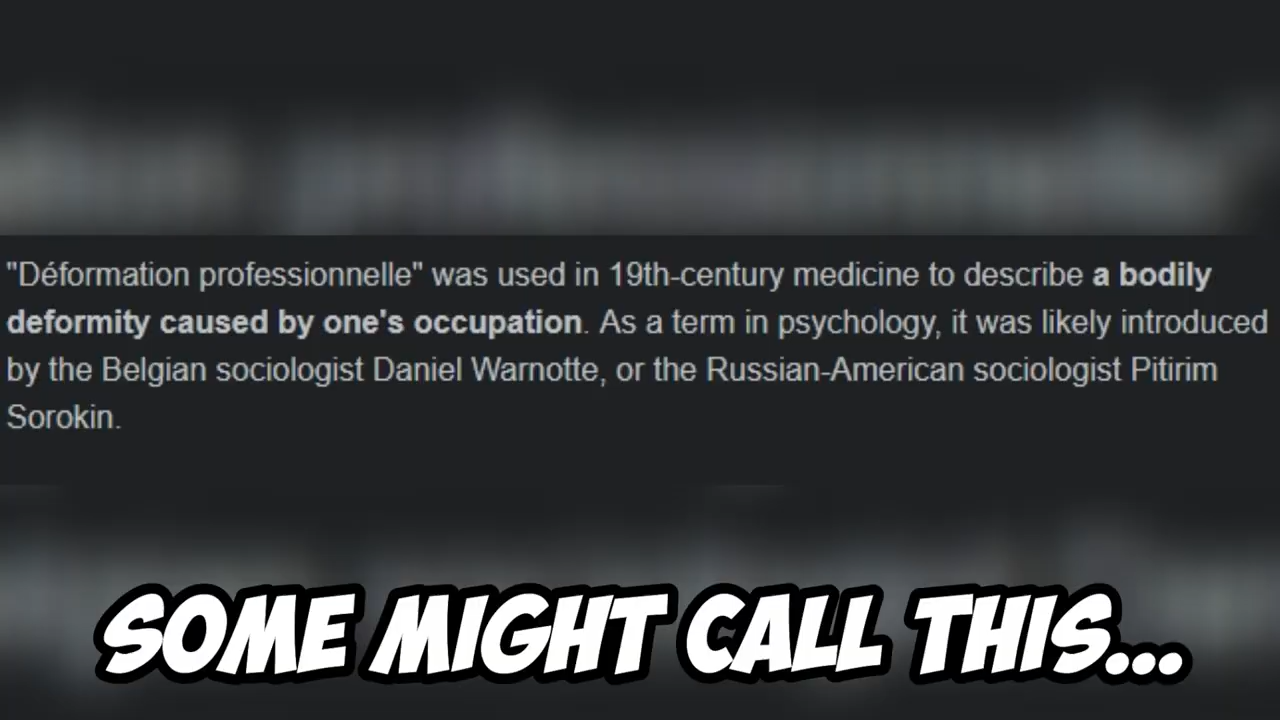 "Déformation professionnelle" was used in 19th-century medicine to describe a bodily
deformity caused by one's occupation. As a term in psychology, it was likely introduced
by the Belgian sociologist Daniel Warnotte, or the Russian-American sociologist Pitirim
Sorokin.
SOME MIGHT CALL THIS...